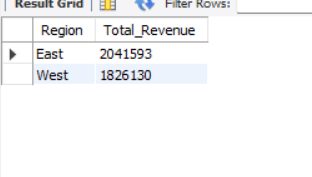 Result Grid Filter Rows:
Region Total_Revenue
East 2041593
West 1826130